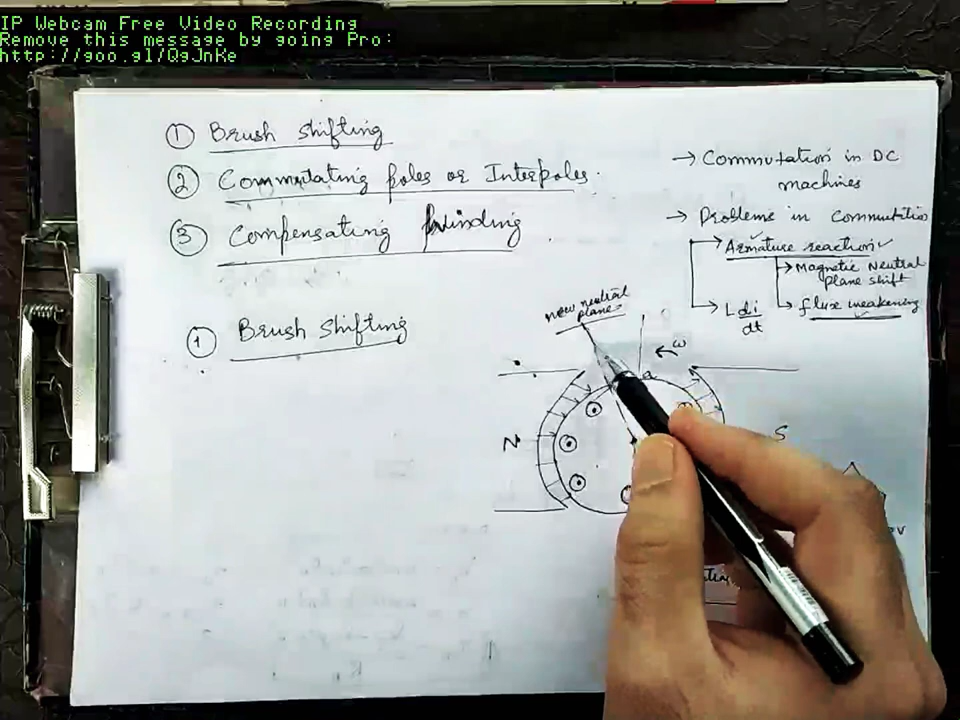 IP Webcam Free Video Recording
Remove this message by going Pro:
http://goo.gl/Q9JnKe
① Brush shifting
② Commutating poles or Interpoles.
③ Compensating Winding
→ Commutation in DC
machines
→ Problems in Commutation
→ Armature reaction
→ Magnetic Neutral
Plane shift
→ flux weakening
→ L di/dt
① Brush Shifting
New neutral
plane
ω
N
S